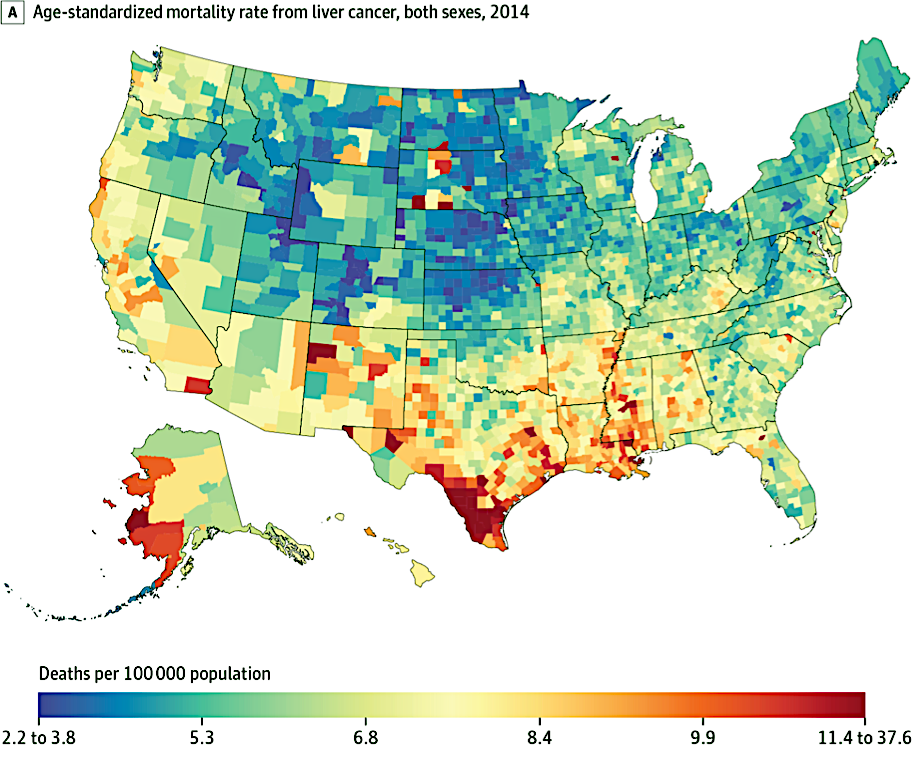 A Age-standardized mortality rate from liver cancer, both sexes, 2014
Deaths per 100 000 population
2.2 to 3.8 5.3 6.8 8.4 9.9 11.4 to 37.6